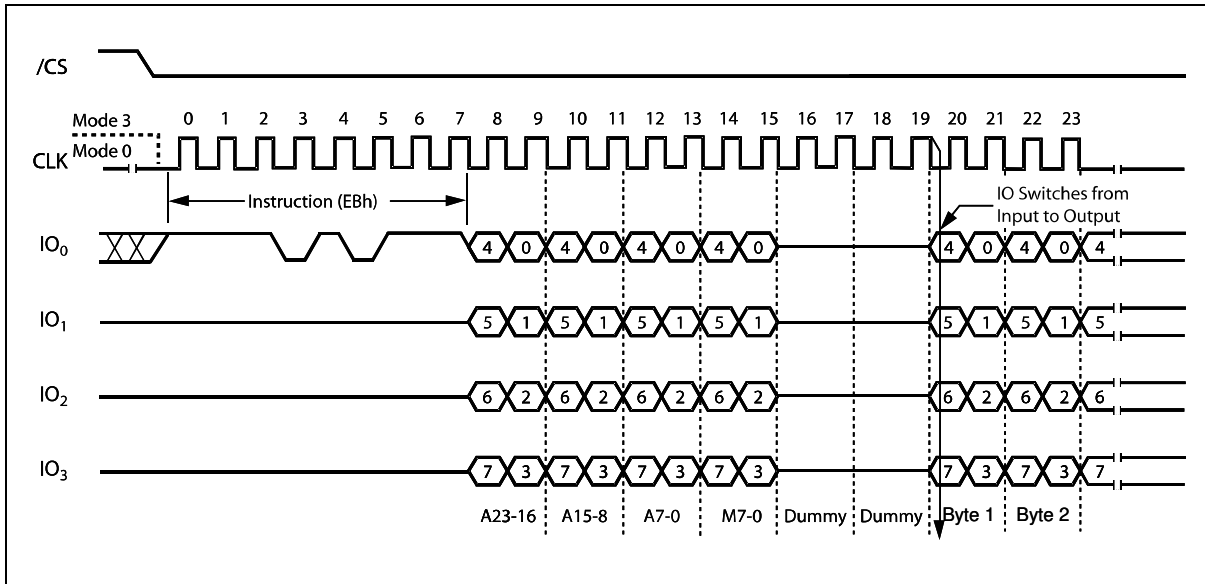 /CS
Mode 3
Mode 0
CLK
0 1 2 3 4 5 6 7 8 9 10 11 12 13 14 15 16 17 18 19 20 21 22 23
Instruction (EBh)
IO Switches from
Input to Output
IO0
4 0 4 0 4 0 4 0 4 0 4 0 4
IO1
5 1 5 1 5 1 5 1 5 1 5 1 5
IO2
6 2 6 2 6 2 6 2 6 2 6 2 6
IO3
7 3 7 3 7 3 7 3 7 3 7 3 7
A23-16 A15-8 A7-0 M7-0 Dummy Dummy Byte 1 Byte 2